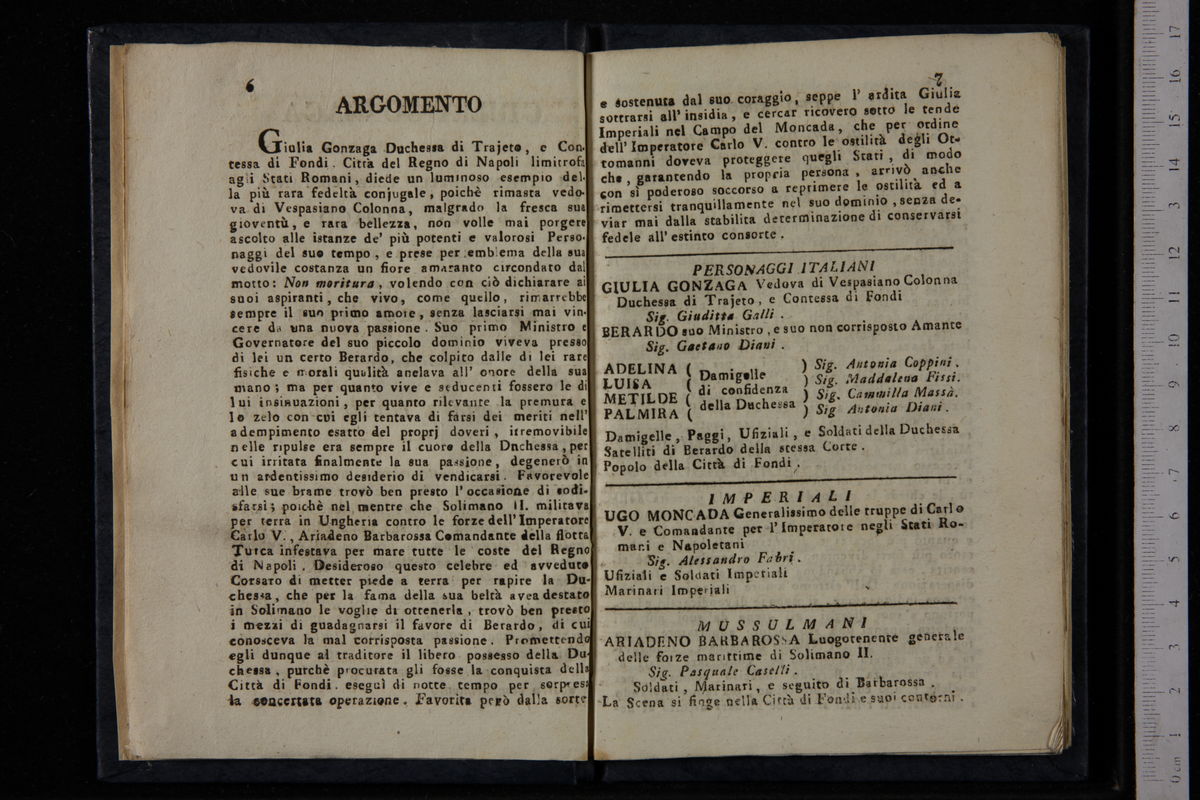 6
ARGOMENTO
Giulia Gonzaga Duchessa di Trajeto, e Con-
tessa di Fondi. Città del Regno di Napoli limitrofa
agli Stati Romani, diede un luminoso esempio del-
la più rara fedeltà conjugale, poichè rimasta vedo-
va di Vespasiano Colonna, malgrado la fresca sua
gioventù, e rara bellezza, non volle mai porgere
ascolto alle istanze de' più potenti e valorosi Perso-
naggi del suo tempo, e prese per emblema della sua
vedovile costanza un fiore amaranto circondato dal
motto: Non moritura, volendo con ciò dichiarare ai
suoi aspiranti, che vivo, come quello, rimarrebbe
sempre il suo primo amore, senza lasciarsi mai vin-
cere da una nuova passione. Suo primo Ministro e
Governatore del suo piccolo dominio viveva presso
di lei un certo Berardo, che colpito dalle di lei rare
fisiche e morali qualità anelava all' onore della sua
mano; ma per quanto vive e seducenti fossero le di
lui insinuazioni, per quanto rilevante la premura e
lo zelo con cui egli tentava di farsi dei meriti nell'
adempimento esatto del proprj doveri, irremovibile
nelle ripulse era sempre il cuore della Dnchessa, per
cui irritata finalmente la sua passione, degenerò in
un ardentissimo desiderio di vendicarsi. Favorevole
alle sue brame trovò ben presto l'occasione di sodi-
sfarsi; poichè nel mentre che Solimano II. militava
per terra in Ungheria contro le forze dell'Imperatore
Carlo V., Ariadeno Barbarossa Comandante della flotta
Turca infestava per mare tutte le coste del Regno
di Napoli. Desideroso questo celebre ed avveduto
Corsaro di metter piede a terra per rapire la Du-
chessa, che per la fama della sua beltà avea destato
in Solimano le voglie di ottenerla, trovò ben presto
i mezzi di guadagnarsi il favore di Berardo, di cui
conosceva la mal corrisposta passione. Promettendo
egli dunque al traditore il libero possesso della Du-
chessa, purchè procurata gli fosse la conquista della
Città di Fondi. eseguì di notte tempo per sorpresa
la concertata operazione. Favorita però dalla sorte
7
e sostenuta dal suo coraggio, seppe l' ardita Giulia
sottrarsi all' insidia, e cercar ricovero sotto le tende
Imperiali nel Campo del Moncada, che per ordine
dell' Imperatore Carlo V. contro le ostilità degli Ot-
tomanni doveva proteggere quegli Stati, di modo
che, garantendo la propria persona, arrivò anche
con sì poderoso soccorso a reprimere le ostilità ed a
rimettersi tranquillamente nel suo dominio, senza de-
viar mai dalla stabilita determinazione di conservarsi
fedele all' estinto consorte.
PERSONAGGI ITALIANI
GIULIA GONZAGA Vedova di Vespasiano Colonna
Duchessa di Trajeto, e Contessa di Fondi
Sig. Giuditta Galli.
BERARDO suo Ministro, e suo non corrisposto Amante
Sig. Gaetano Diani.
ADELINA ( ) Sig. Antonia Coppini.
LUISA ( Damigelle ) Sig. Maddalena Fissi.
METILDE ( di confidenza ) Sig. Cammilla Massà.
PALMIRA ( della Duchessa ) Sig Antonia Diani.
Damigelle, Paggi, Ufiziali, e Soldati della Duchessa
Satelliti di Berardo della stessa Corte.
Popolo della Città di Fondi.
IMPERIALI
UGO MONCADA Generalissimo delle truppe di Carlo
V. e Comandante per l'Imperatore negli Stati Ro-
mani e Napoletani
Sig. Alessandro Fabri.
Ufiziali e Soldati Imperiali
Marinari Imperiali
MUSSULMANI
ARIADENO BARBAROSSA Luogotenente generale
delle forze marittime di Solimano II.
Sig. Pasquale Caselli.
Soldati, Marinari, e seguito di Barbarossa.
La Scena si finge nella Città di Fondi e suoi contorni.
0 cm 1 2 3 4 5 6 7 8 9 10 11 12 13 14 15 16 17